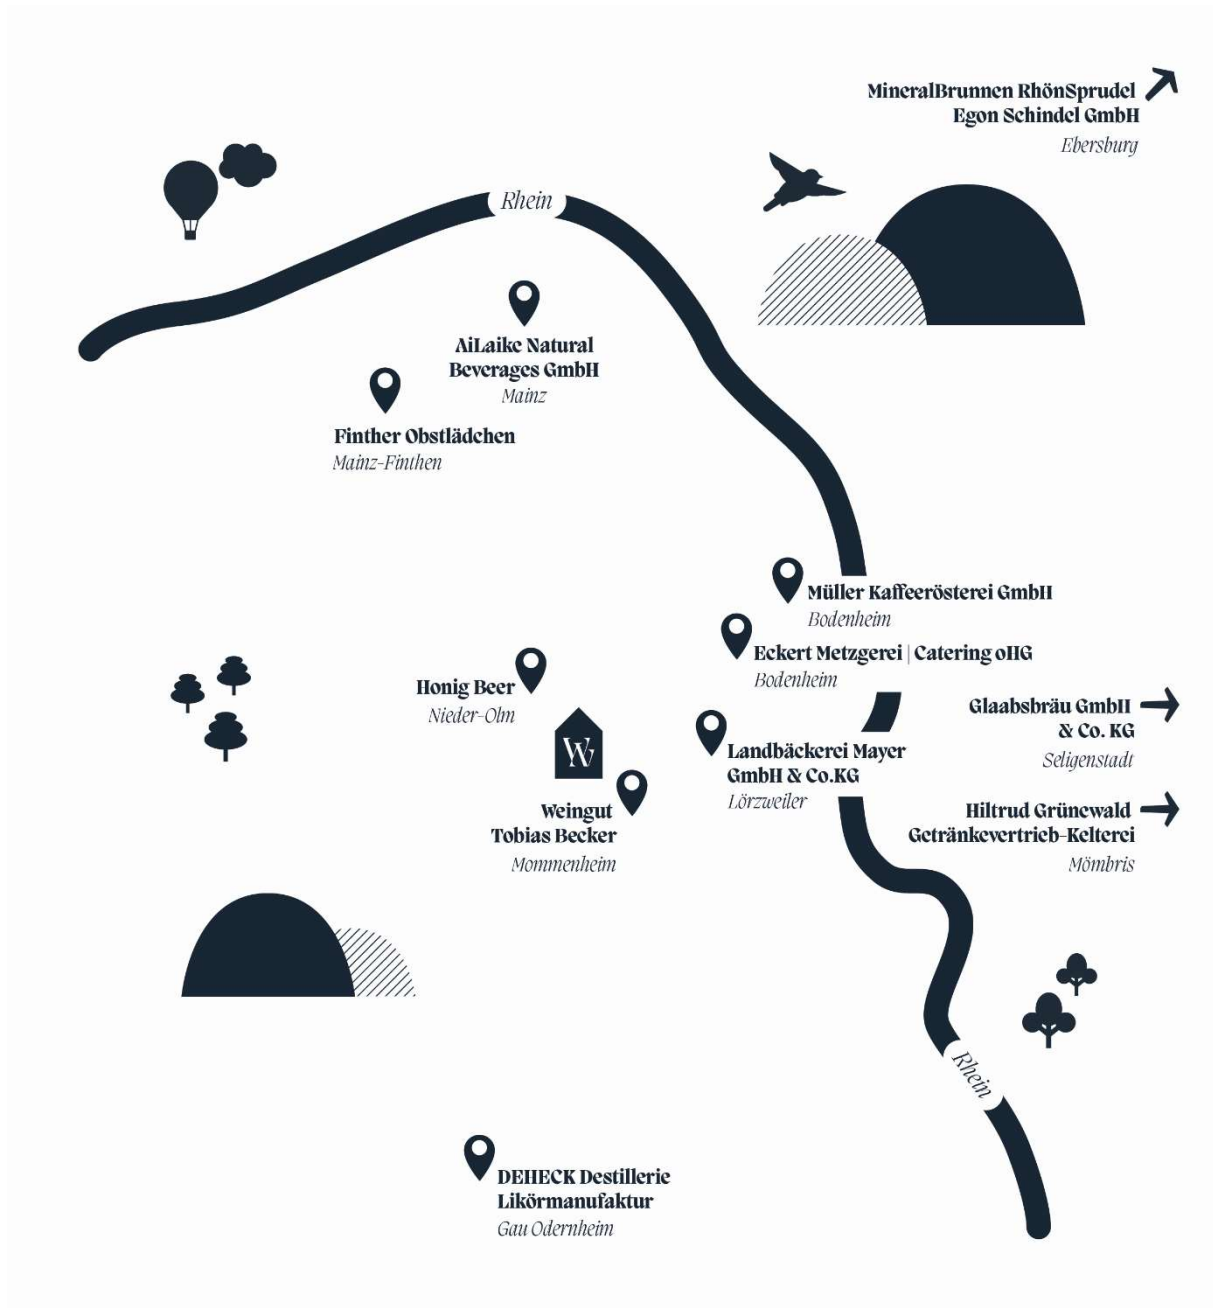 MineralBrunnen RhönSprudel
Egon Schindel GmbH
Ebersburg
Rhein
AiLaike Natural
Beverages GmbH
Mainz
Finther Obstlädchen
Mainz-Finthen
Müller Kaffeerösterei GmbH
Bodenheim
Eckert Metzgerei | Catering oHG
Bodenheim
Honig Beer
Nieder-Olm
Glaabsbräu GmbH
& Co. KG
Seligenstadt
W
Landbäckerei Mayer
GmbH & Co.KG
Lörzweiler
Weingut
Tobias Becker
Mommenheim
Hiltrud Grünewald
Getränkevertrieb-Kelterei
Mömbris
Rhein
DEHECK Destillerie
Likörmanufaktur
Gau Odernheim